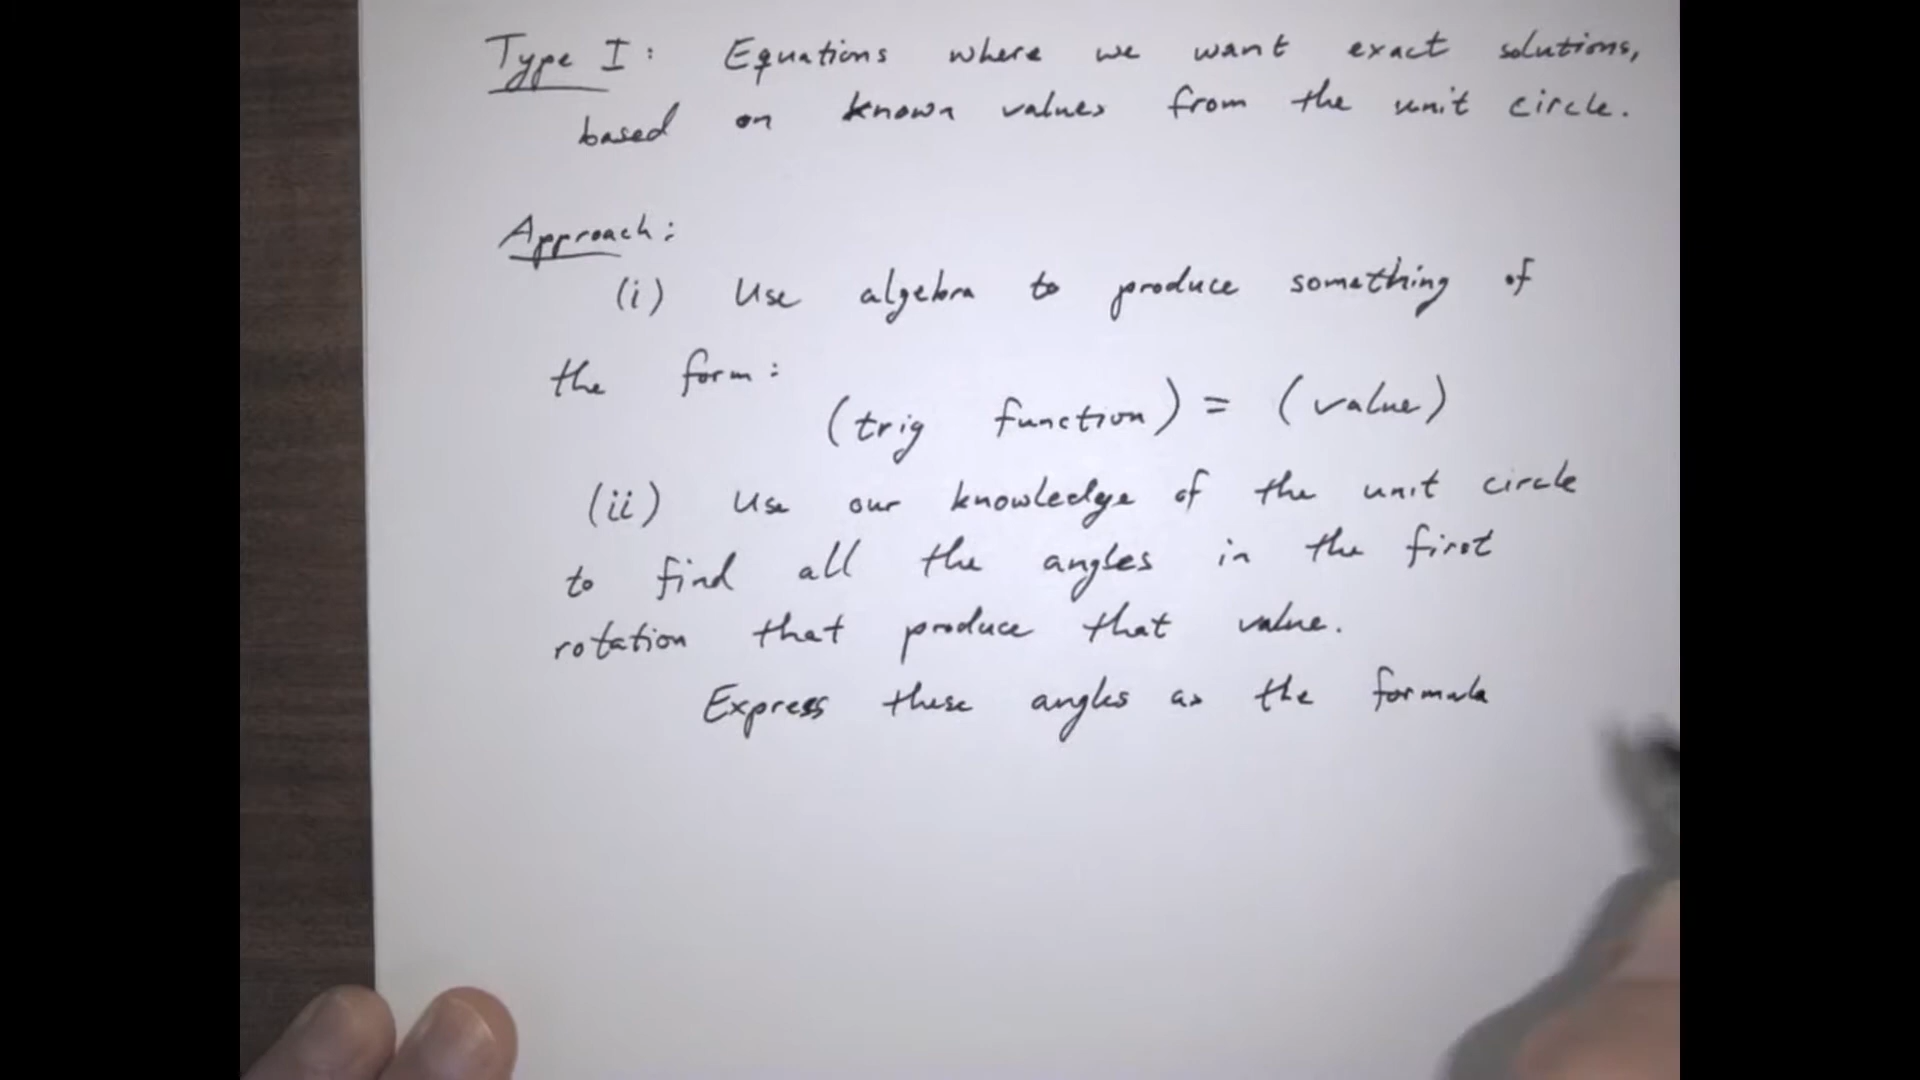 Type I: Equations where we want exact solutions,
based on known values from the unit circle.
Approach:
(i) Use algebra to produce something of
the form:
(trig function) = (value)
(ii) Use our knowledge of the unit circle
to find all the angles in the first
rotation that produce that value.
Express these angles as the formula